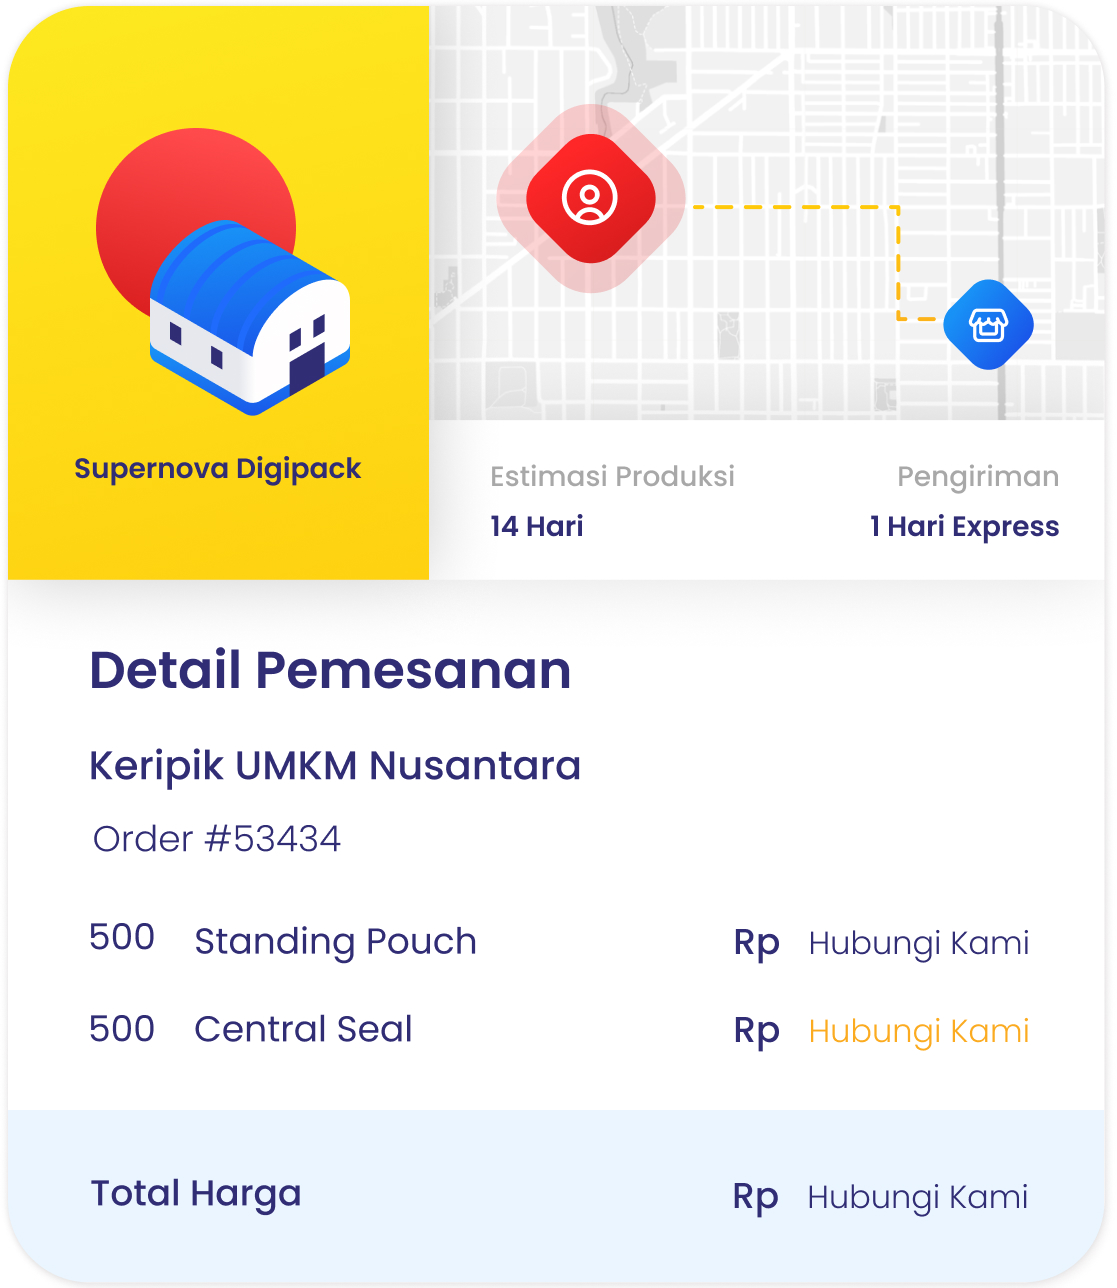 Supernova Digipack
Estimasi Produksi
14 Hari
Pengiriman
1 Hari Express
Detail Pemesanan
Keripik UMKM Nusantara
Order #53434
500 Standing Pouch Rp Hubungi Kami
500 Central Seal Rp Hubungi Kami
Total Harga Rp Hubungi Kami